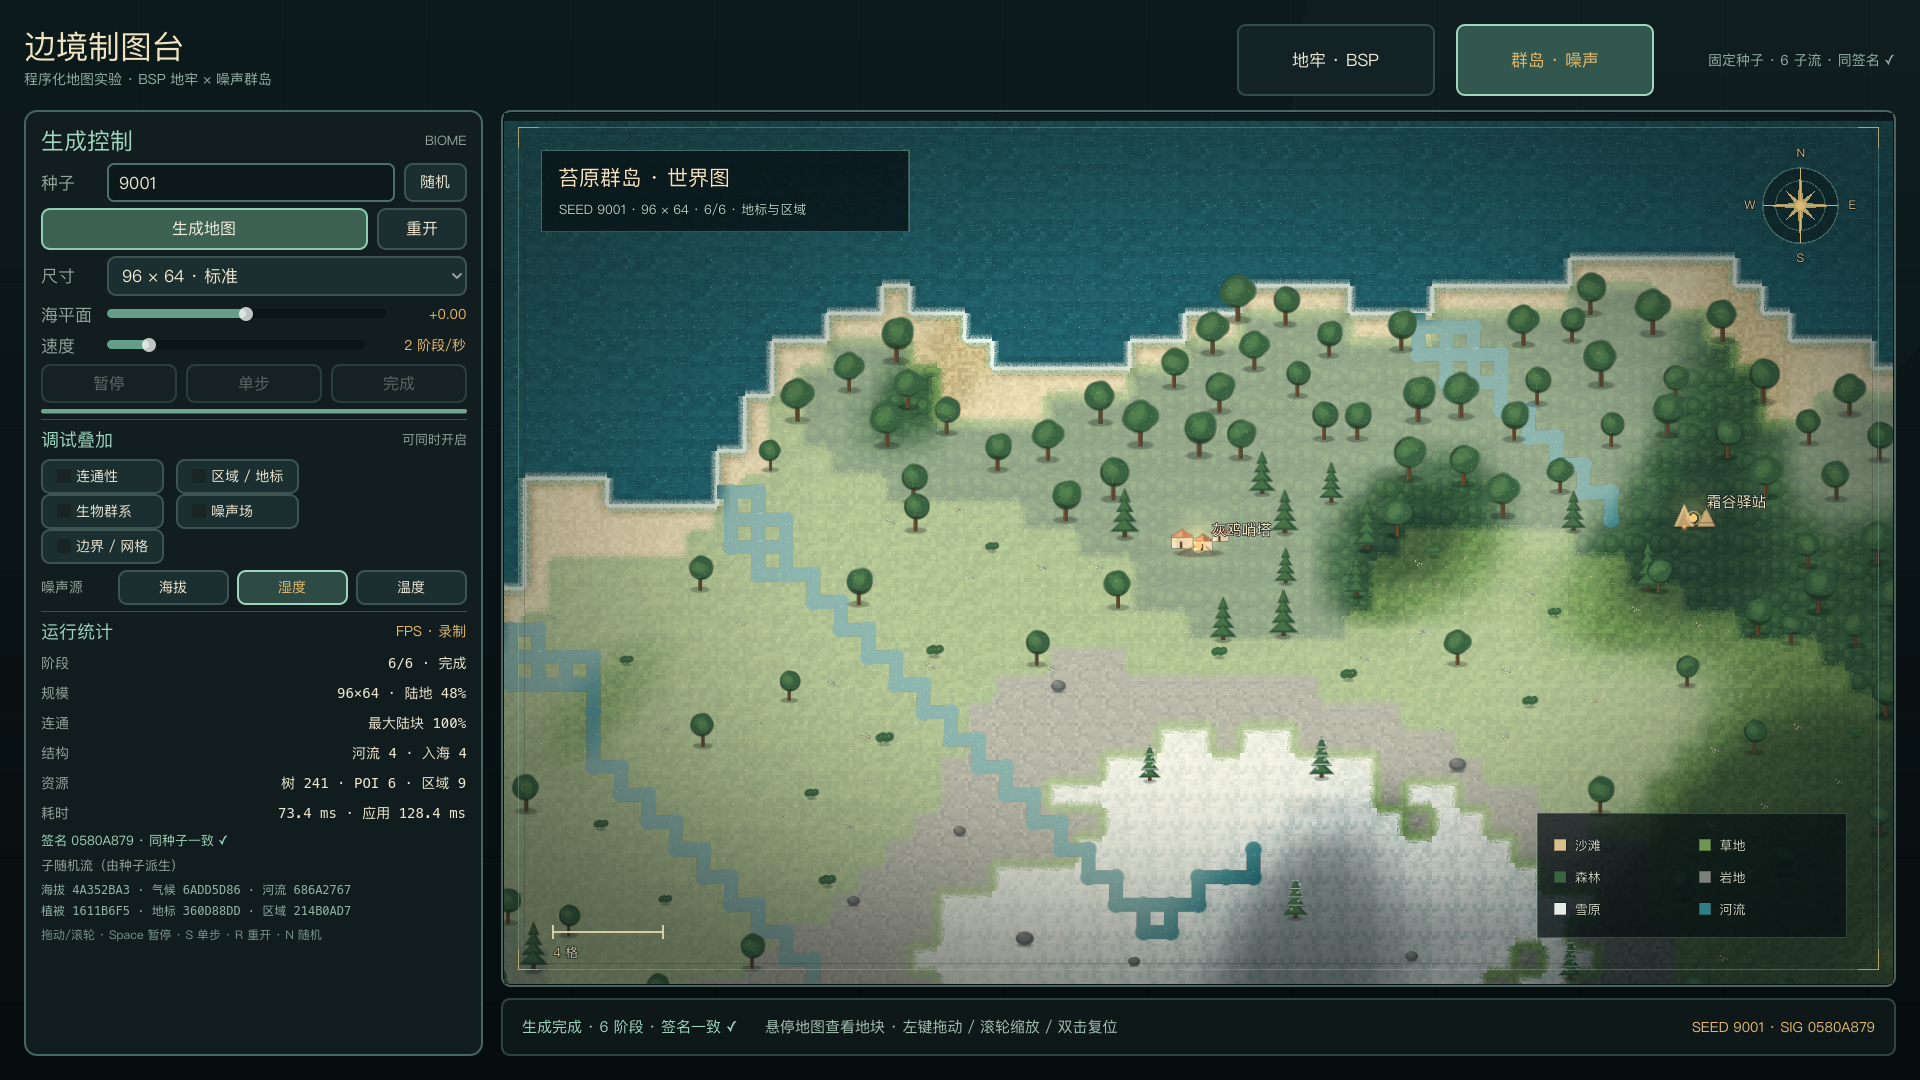 边境制图台
程序化地图实验 · BSP 地牢 × 噪声群岛
地牢 · BSP
群岛 · 噪声
固定种子 · 6 子流 · 同签名 ✓
生成控制
BIOME
种子
9001
随机
生成地图
重开
尺寸
96 × 64 · 标准
海平面
+0.00
速度
2 阶段/秒
暂停
单步
完成
调试叠加
可同时开启
连通性
区域 / 地标
生物群系
噪声场
边界 / 网格
噪声源
海拔
湿度
温度
运行统计
FPS · 录制
阶段
6/6 · 完成
规模
96×64 · 陆地 48%
连通
最大陆块 100%
结构
河流 4 · 入海 4
资源
树 241 · POI 6 · 区域 9
耗时
73.4 ms · 应用 128.4 ms
签名 0580A879 · 同种子一致 ✓
子随机流（由种子派生）
海拔 4A352BA3 · 气候 6ADD5D86 · 河流 686A2767
植被 1611B6F5 · 地标 360D88DD · 区域 214B0AD7
拖动/滚轮 · Space 暂停 · S 单步 · R 重开 · N 随机
苔原群岛 · 世界图
SEED 9001 · 96 × 64 · 6/6 · 地标与区域
N
W
E
S
霜谷驿站
灰鸥哨塔
沙滩
草地
森林
岩地
雪原
河流
4 格
生成完成 · 6 阶段 · 签名一致 ✓
悬停地图查看地块 · 左键拖动 / 滚轮缩放 / 双击复位
SEED 9001 · SIG 0580A879